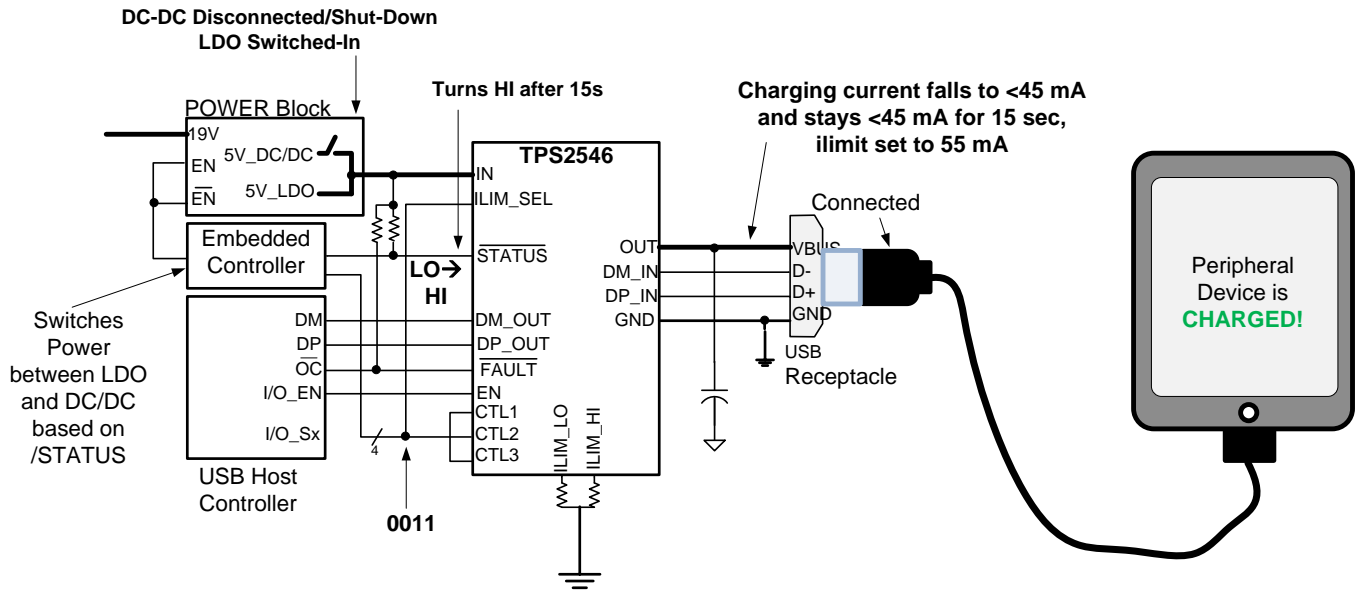 DC-DC Disconnected/Shut-Down
LDO Switched-In
Turns HI after 15s
Charging current falls to <45 mA
and stays <45 mA for 15 sec,
ilimit set to 55 mA
POWER Block
19V
EN
EN
5V_DC/DC
5V_LDO
Embedded
Controller
Switches
Power
between LDO
and DC/DC
based on
/STATUS
DM
DP
OC
I/O_EN
I/O_Sx
USB Host
Controller
4
0011
LO→
HI
TPS2546
IN
ILIM_SEL
STATUS
DM_OUT
DP_OUT
FAULT
EN
CTL1
CTL2
CTL3
ILIM_LO
ILIM_HI
OUT
DM_IN
DP_IN
GND
VBUS
D-
D+
GND
USB
Receptacle
Connected
Peripheral
Device is
CHARGED!